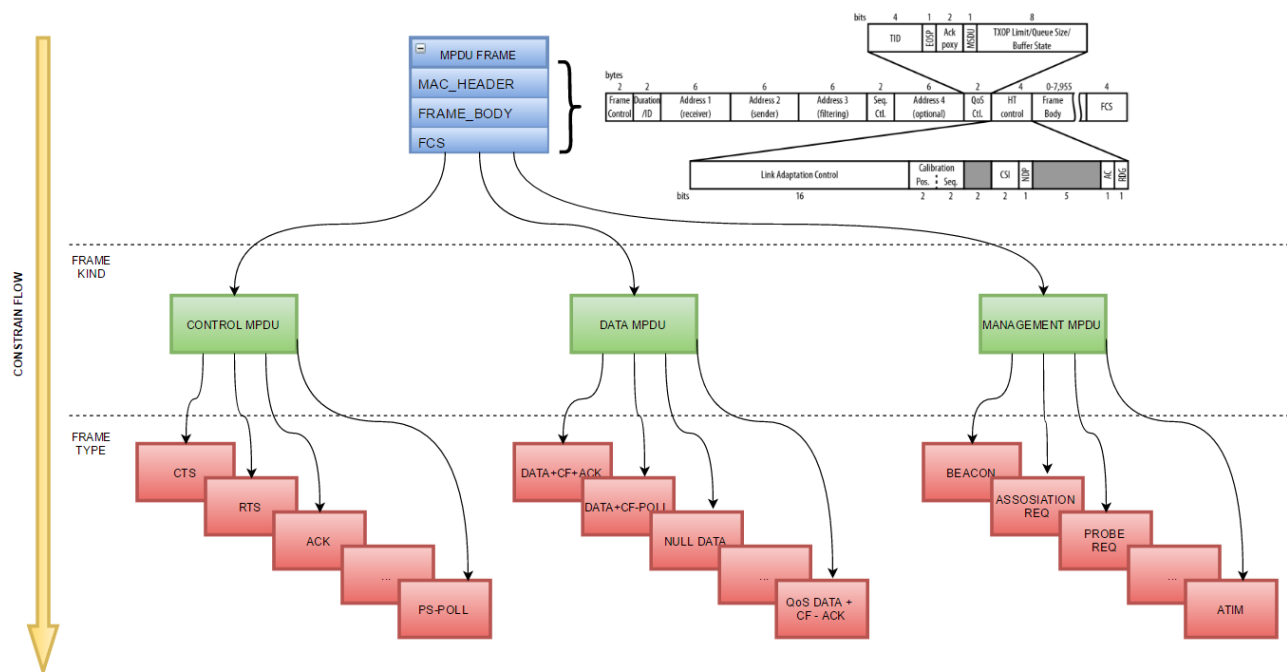 bits 4 1 2 1 8
TID EOSP Ack poxy MSDU TXOP Limit/Queue Size/
Buffer State
MPDU FRAME
MAC_HEADER
FRAME_BODY
FCS
bytes
2 2 6 6 6 2 6 2 4 0-7,955 4
Frame Control
Duration /ID
Address 1 (receiver)
Address 2 (sender)
Address 3 (filtering)
Seq. Ctl.
Address 4 (optional)
QoS Ctl.
HT control
Frame Body
FCS
Link Adaptation Control
Calibration
Pos. Seq.
CSI
NDP
AC
RDG
bits 16 2 2 2 2 1 5 1 1
CONSTRAIN FLOW
FRAME
KIND
CONTROL MPDU
DATA MPDU
MANAGEMENT MPDU
FRAME
TYPE
CTS
RTS
ACK
...
PS-POLL
DATA+CF+ACK
DATA+CF-POLL
NULL DATA
...
QoS DATA +
CF - ACK
BEACON
ASSOSIATION
REQ
PROBE
REQ
...
ATIM